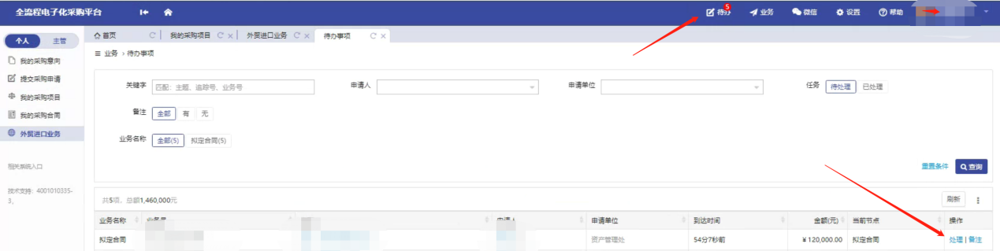 全流程电子化采购平台 待办 5 业务 微信 设置 帮助
个人 主管 首页 我的采购项目 外贸进口业务 待办事项
业务 › 待办事项
我的采购意向
提交采购申请
我的采购项目
我的采购合同
外贸进口业务
相关系统入口
技术支持：4001010335-
3，
关键字 匹配：主题、追踪号、业务号 申请人 申请单位 任务 待处理 已处理
备注 全部 有 无
业务名称 全部(5) 拟定合同(5)
重置条件 查询
共5项，总额1,460,000元 刷新
业务名称 业务号 申请人 申请单位 到达时间 金额(元) 当前节点 操作
拟定合同 资产管理处 54分7秒前 ¥120,000.00 拟定合同 处理 | 备注